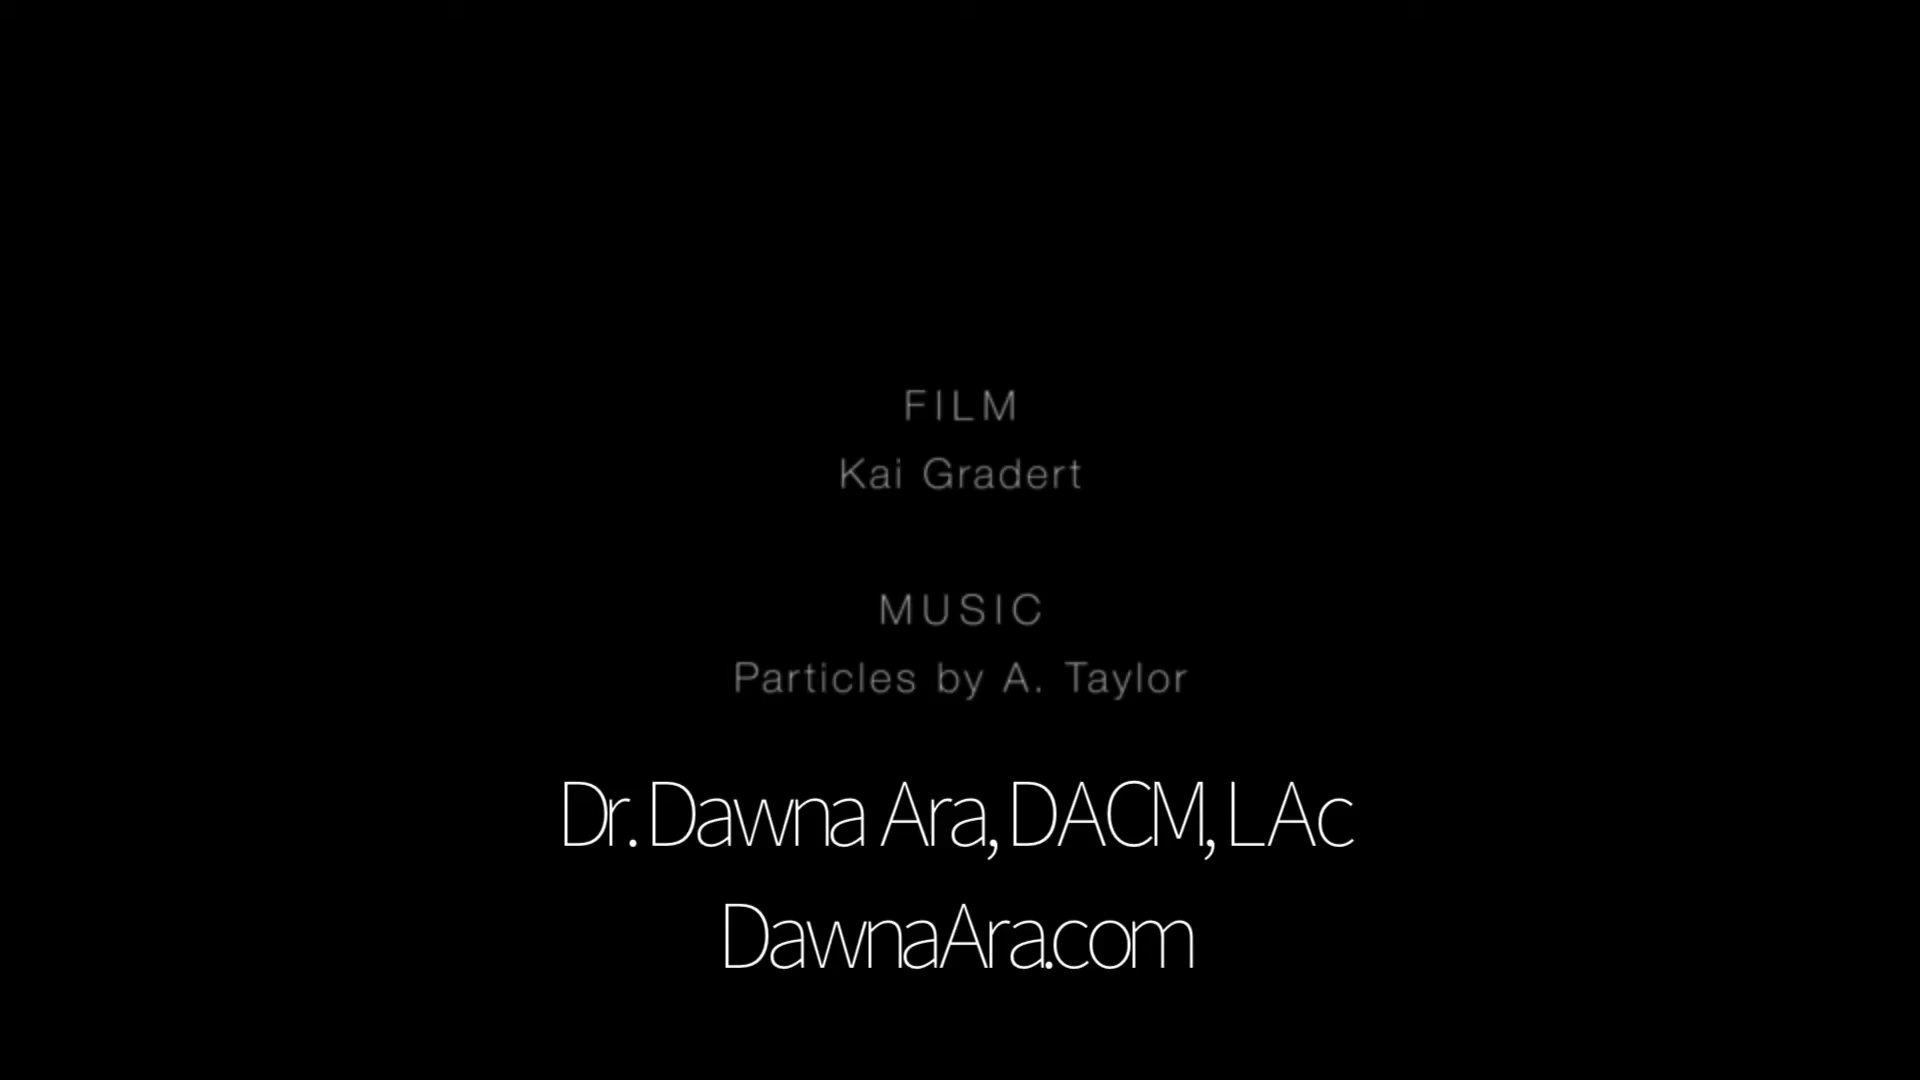 FILM
Kai Gradert
MUSIC
Particles by A. Taylor
Dr. Dawna Ara, DACM, LAc
DawnaAra.com